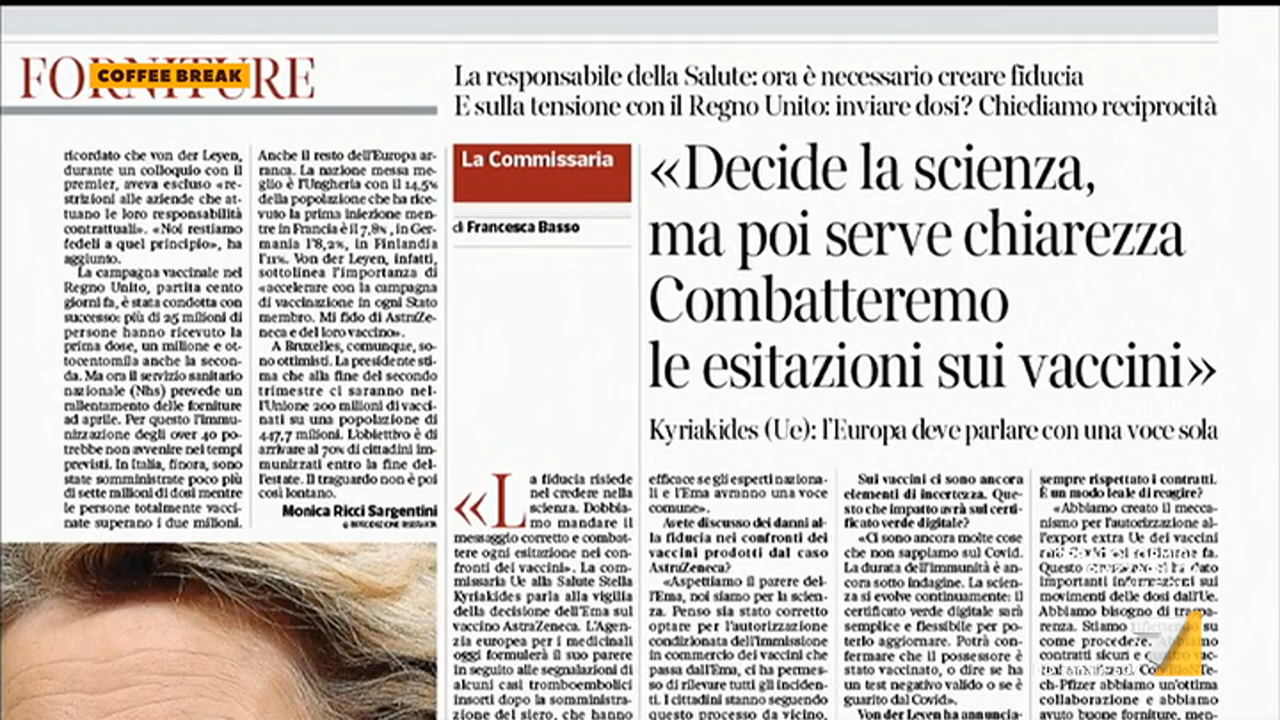 FORNITURE
COFFEE BREAK
La responsabile della Salute: ora è necessario creare fiducia
E sulla tensione con il Regno Unito: inviare dosi? Chiediamo reciprocità
ricordato che von der Leyen,
durante un colloquio con il
premier, aveva escluso «re-
strizioni alle aziende che at-
tuano le loro responsabilità
contrattuali». «Noi restiamo
fedeli a quel principio», ha
aggiunto.
La campagna vaccinale nel
Regno Unito, partita cento
giorni fa, è stata condotta con
successo: più di 25 milioni di
persone hanno ricevuto la
prima dose, un milione e ot-
tocentomila anche la secon-
da. Ma ora il servizio sanitario
nazionale (Nhs) prevede un
rallentamento delle forniture
ad aprile. Per questo l'immu-
nizzazione degli over 40 po-
trebbe non avvenire nei tempi
previsti. In Italia, finora, sono
state somministrate poco più
di sette milioni di dosi mentre
le persone totalmente vacci-
nate superano i due milioni.
Anche il resto dell'Europa ar-
ranca. La nazione messa me-
glio è l'Ungheria con il 14,5%
della popolazione che ha rice-
vuto la prima iniezione men-
tre in Francia è il 7,8%, in Ger-
mania l'8,2%, in Finlandia
l'11%. Von der Leyen, infatti,
sottolinea l'importanza di
«accelerare con la campagna
di vaccinazione in ogni Stato
membro. Mi fido di AstraZe-
neca e del loro vaccino».
A Bruxelles, comunque, so-
no ottimisti. La presidente sti-
ma che alla fine del secondo
trimestre ci saranno nel-
l'Unione 200 milioni di vacci-
nati su una popolazione di
447,7 milioni. L'obiettivo è di
arrivare al 70% di cittadini im-
munizzati entro la fine del-
l'estate. Il traguardo non è poi
così lontano.
Monica Ricci Sargentini
© RIPRODUZIONE RISERVATA
La Commissaria
di Francesca Basso
«Decide la scienza,
ma poi serve chiarezza
Combatteremo
le esitazioni sui vaccini»
Kyriakides (Ue): l'Europa deve parlare con una voce sola
«La fiducia risiede
nel credere nella
scienza. Dobbia-
mo mandare il
messaggio corretto e combat-
tere ogni esitazione nei con-
fronti dei vaccini». La com-
missaria Ue alla Salute Stella
Kyriakides parla alla vigilia
della decisione dell'Ema sul
vaccino AstraZeneca. L'Agen-
zia europea per i medicinali
oggi formulerà il suo parere
in seguito alle segnalazioni di
alcuni casi tromboembolici
insorti dopo la somministra-
zione del siero, che hanno
efficace se gli esperti naziona-
li e l'Ema avranno una voce
comune».
Avete discusso dei danni al-
la fiducia nei confronti dei
vaccini prodotti dal caso
AstraZeneca?
«Aspettiamo il parere del-
l'Ema, noi siamo per la scien-
za. Penso sia stato corretto
optare per l'autorizzazione
condizionata dell'immissione
in commercio dei vaccini che
passa dall'Ema, ci ha permes-
so di rilevare tutti gli inciden-
ti. I cittadini stanno seguendo
questo processo da vicino,
Sui vaccini ci sono ancora
elementi di incertezza. Que-
sto che impatto avrà sul certi-
ficato verde digitale?
«Ci sono ancora molte cose
che non sappiamo sul Covid.
La durata dell'immunità è an-
cora sotto indagine. La scien-
za si evolve continuamente: il
certificato verde digitale sarà
semplice e flessibile per po-
terlo aggiornare. Potrà con-
fermare che il possessore è
stato vaccinato, o dire se ha
un test negativo valido o se è
guarito dal Covid».
Von der Leyen ha annuncia-
sempre rispettato i contratti.
È un modo leale di reagire?
«Abbiamo creato il mecca-
nismo per l'autorizzazione al-
l'export extra Ue dei vaccini
fa.
Questo dato
importanti informazioni sui
movimenti delle dosi dall'Ue.
Abbiamo bisogno di traspa-
renza. Stiamo riflettendo su
come procedere. Abbiamo
contratti sicuri e con
ch-Pfizer abbiamo un'ottima
collaborazione e abbiamo
avuto buone forniture, con-